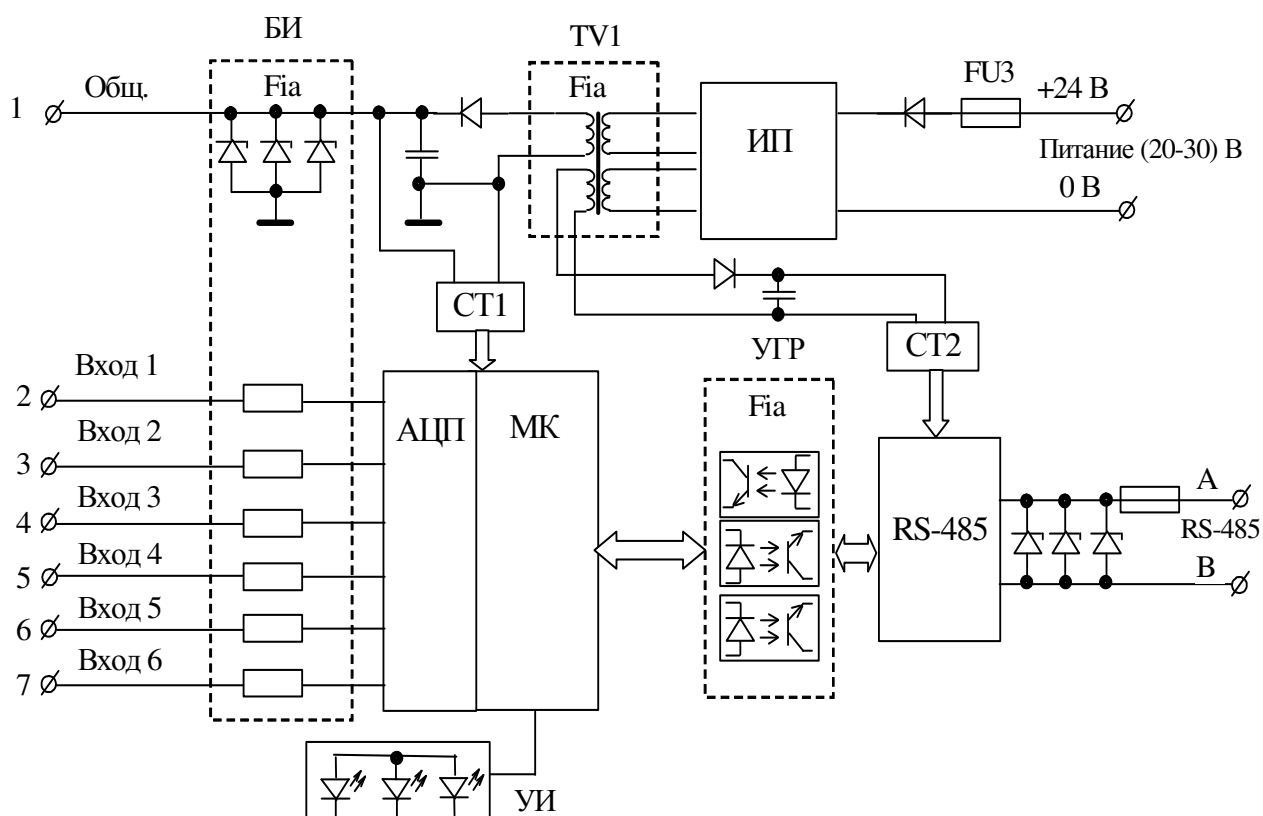 БИ
TV1
Fia
Fia
FU3
1
Общ.
+24 В
ИП
Питание (20-30) В
0 В
СТ1
СТ2
УГР
Вход 1
2
Вход 2
3
Вход 3
4
Вход 4
5
Вход 5
6
Вход 6
7
АЦП
МК
Fia
RS-485
A
RS-485
B
УИ